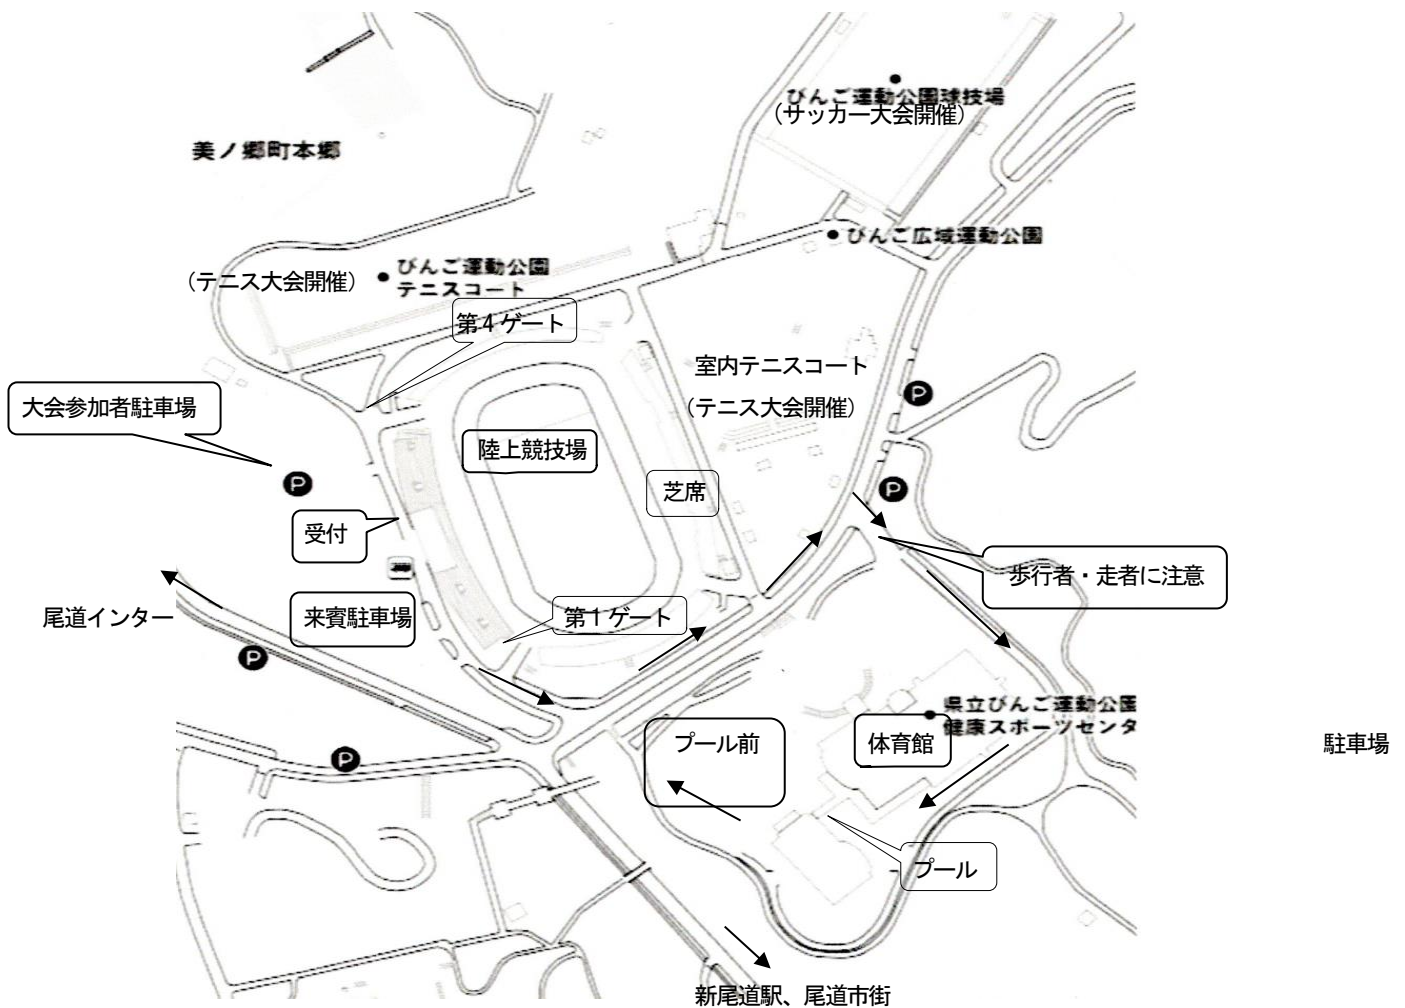 びんご運動公園球技場
（サッカー大会開催）
美ノ郷町本郷
びんご広域運動公園
（テニス大会開催）
びんご運動公園
テニスコート
第4ゲート
室内テニスコート
（テニス大会開催）
P
大会参加者駐車場
陸上競技場
P
芝席
P
受付
歩行者・走者に注意
尾道インター
来賓駐車場
第1ゲート
P
県立びんご運動公園
健康スポーツセンタ
プール前
体育館
駐車場
P
プール
新尾道駅、尾道市街